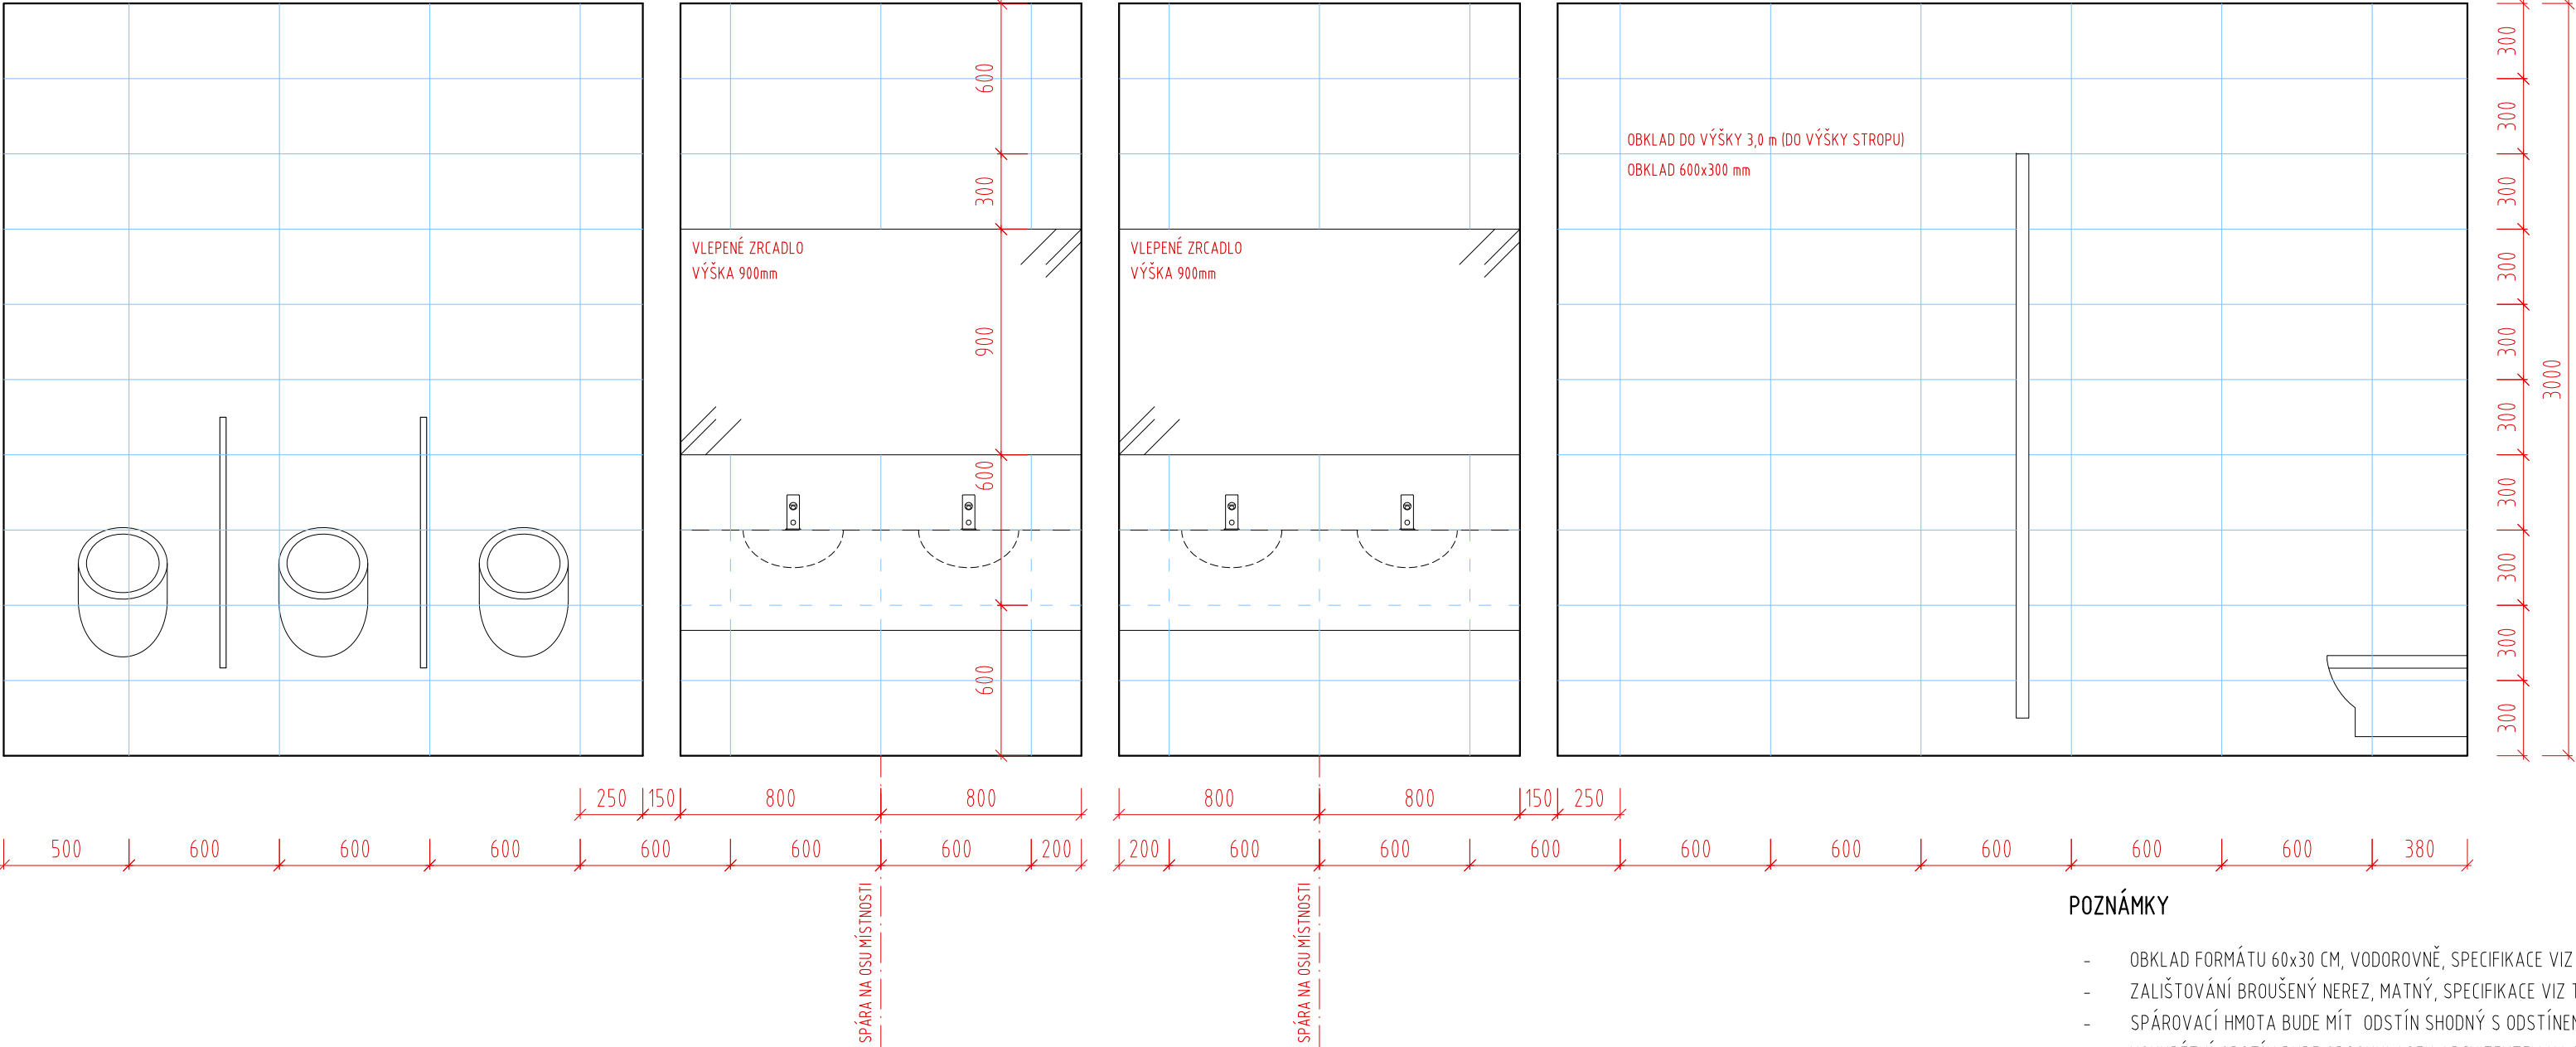 600
300
900
600
600
VLEPENÉ ZRCADLO
VÝŠKA 900mm
VLEPENÉ ZRCADLO
VÝŠKA 900mm
OBKLAD DO VÝŠKY 3,0 m (DO VÝŠKY STROPU)
OBKLAD 600x300 mm
300
300
300
300
300
300
300
300
300
300
3000
250 150 800 800 800 800 150 250
500 600 600 600 600 600 600 200 200 600 600 600 600 600 600 600 600 380
SPÁRA NA OSU MÍSTNOSTI
SPÁRA NA OSU MÍSTNOSTI
POZNÁMKY
- OBKLAD FORMÁTU 60x30 CM, VODOROVNĚ, SPECIFIKACE VIZ
- ZALIŠTOVÁNÍ BROUŠENÝ NEREZ, MATNÝ, SPECIFIKACE VIZ
- SPÁROVACÍ HMOTA BUDE MÍT ODSTÍN SHODNÝ S